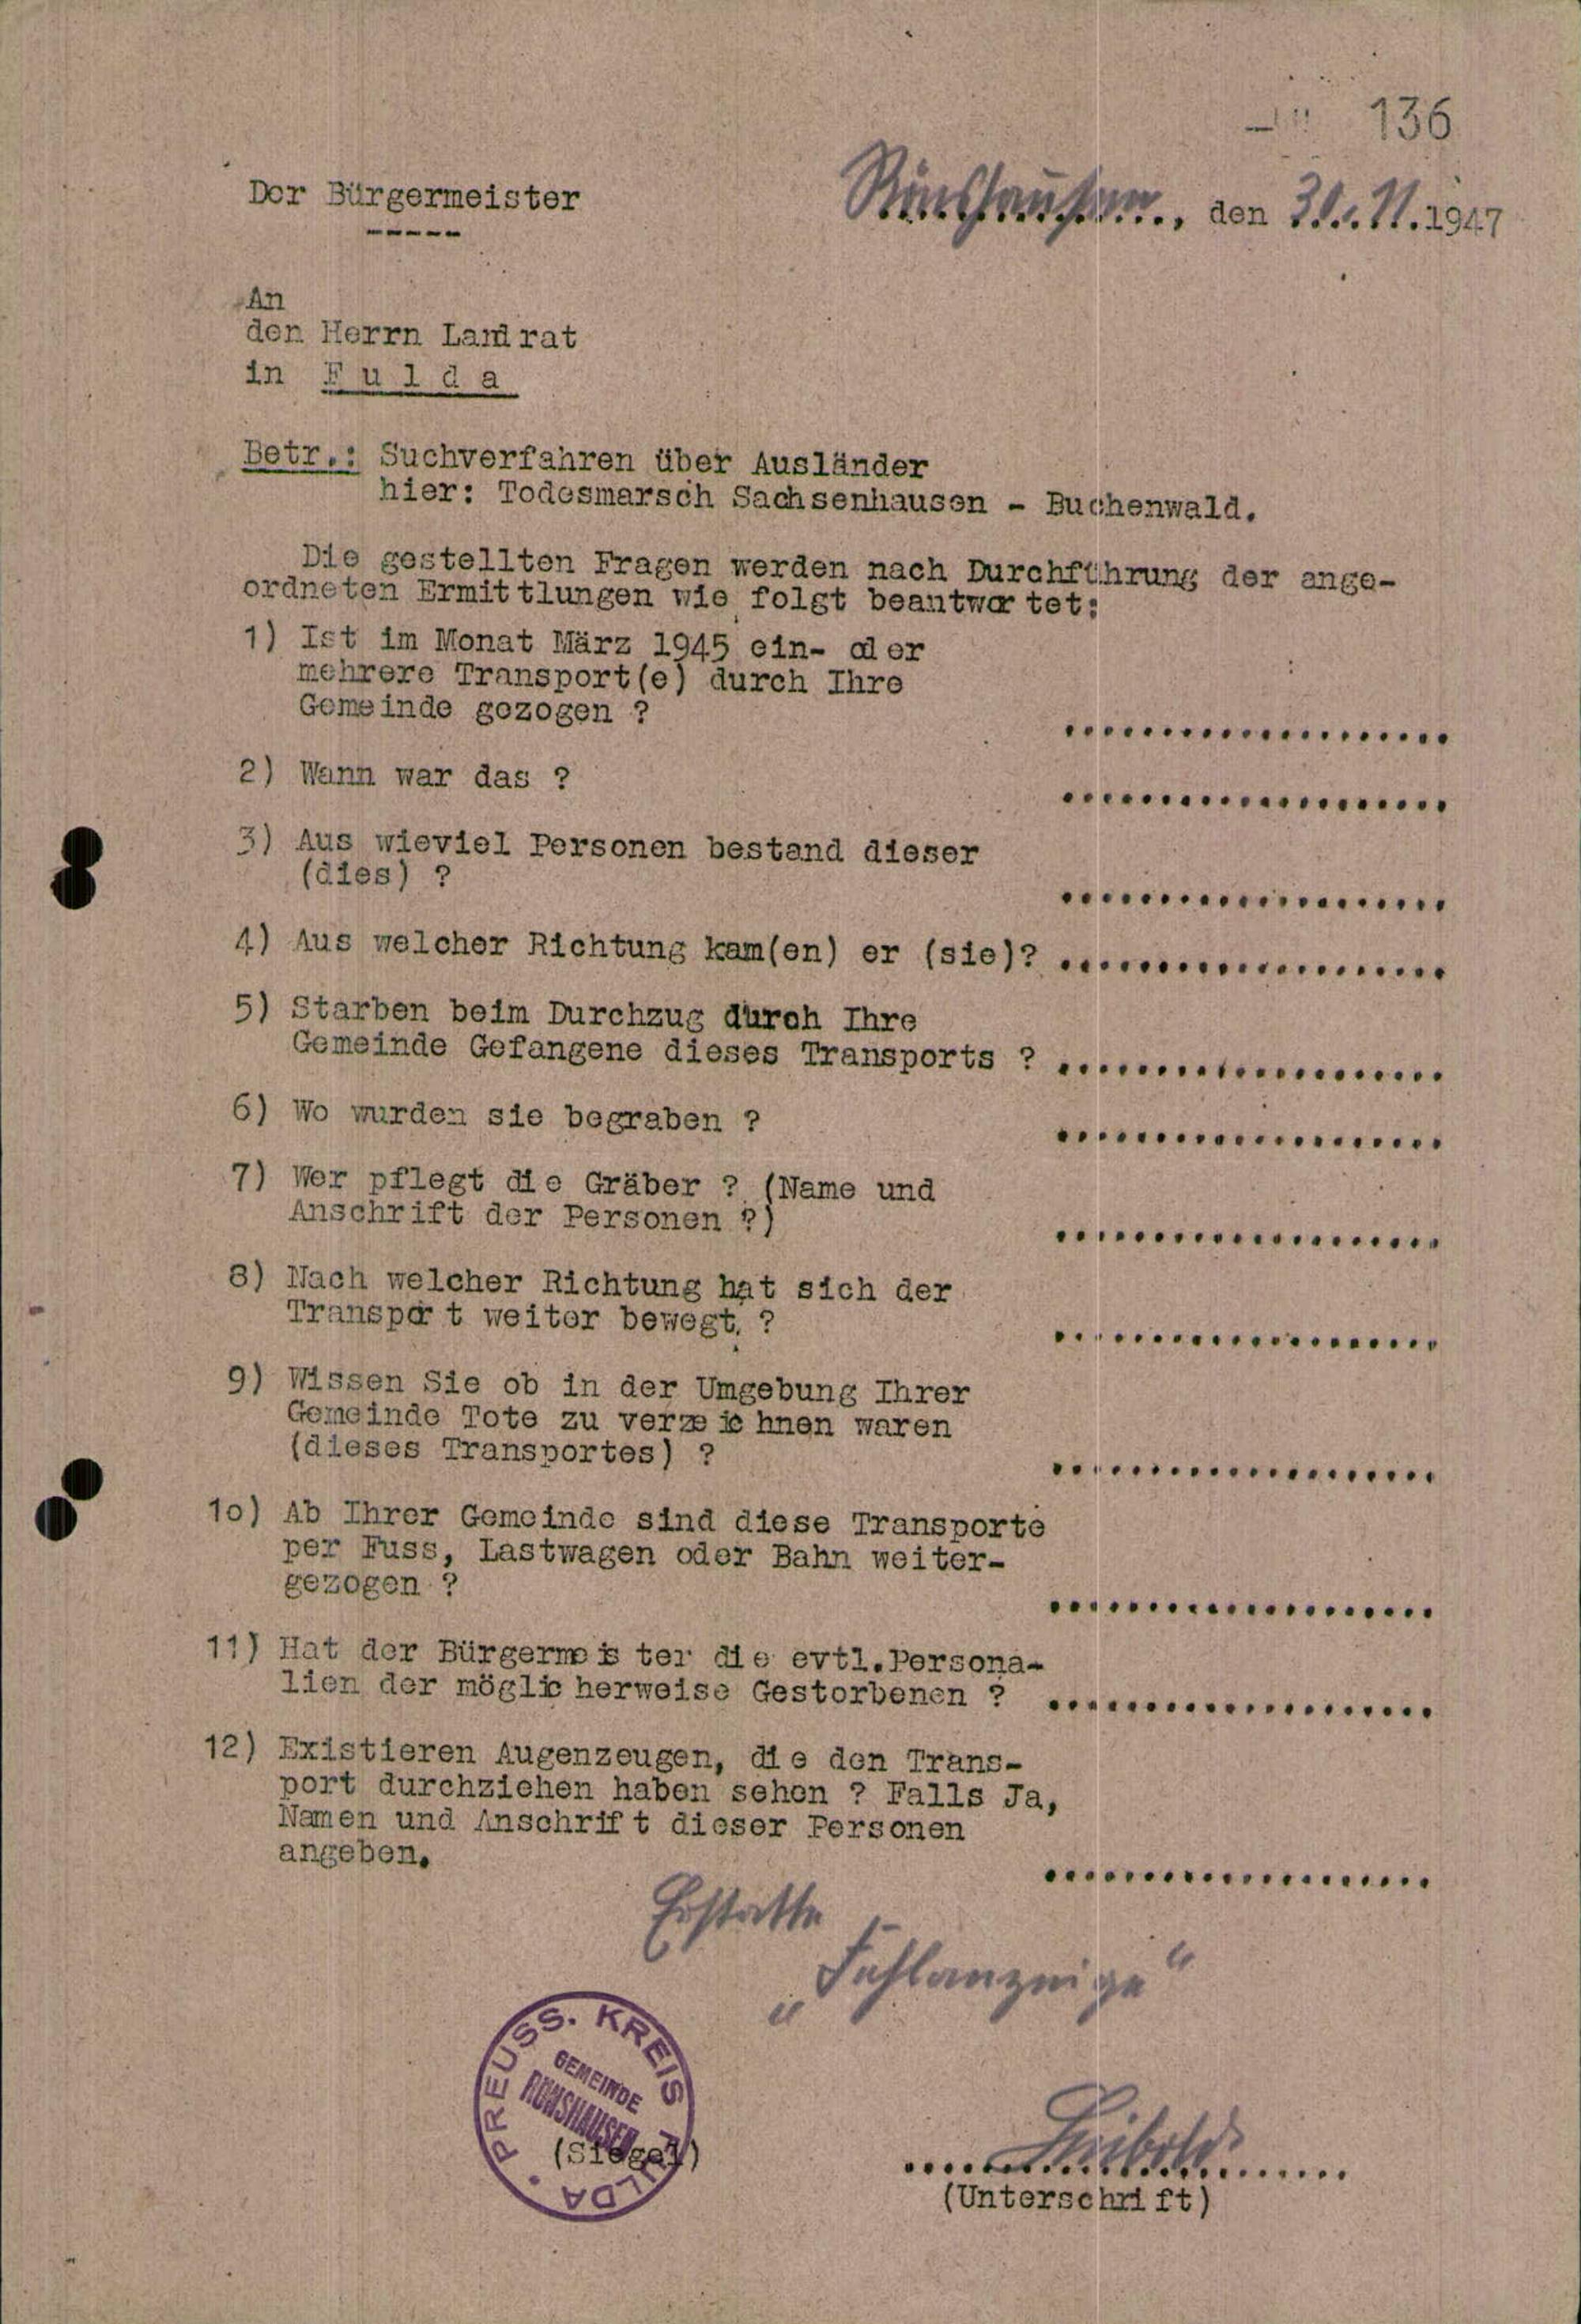 136
Der Bürgermeister
-----
Rönshausen, den 11.1947
An
den Herrn Landrat
in F u l d a
Betr.: Suchverfahren über Ausländer
hier: Todesmarsch Sachsenhausen - Buchenwald.
Die gestellten Fragen werden nach Durchführung der ange-
ordneten Ermittlungen wie folgt beantwortet:
1) Ist im Monat März 1945 ein- oder
mehrere Transport(e) durch Ihre
Gemeinde gezogen ? ....................
2) Wann war das ? ....................
3) Aus wieviel Personen bestand dieser
(dies) ? ....................
4) Aus welcher Richtung kam(en) er (sie)? ....................
5) Starben beim Durchzug durch Ihre
Gemeinde Gefangene dieses Transports ? ....................
6) Wo wurden sie begraben ? ....................
7) Wer pflegt die Gräber ? (Name und
Anschrift der Personen ?) ....................
8) Nach welcher Richtung hat sich der
Transport weiter bewegt ? ....................
9) Wissen Sie ob in der Umgebung Ihrer
Gemeinde Tote zu verzeichnen waren
(dieses Transportes) ? ....................
10) Ab Ihrer Gemeinde sind diese Transporte
per Fuss, Lastwagen oder Bahn weiter-
gezogen ? ....................
11) Hat der Bürgermeister die evtl.Persona-
lien der möglicherweise Gestorbenen ? ....................
12) Existieren Augenzeugen, die den Trans-
port durchziehen haben sehen ? Falls Ja,
Namen und Anschrift dieser Personen
angeben. ....................
Erstatte
„Fehlanzeige“
PREUSS. KREIS FULDA
GEMEINDE
RÖNSHAUSEN
(Siegel)
(Unterschrift)